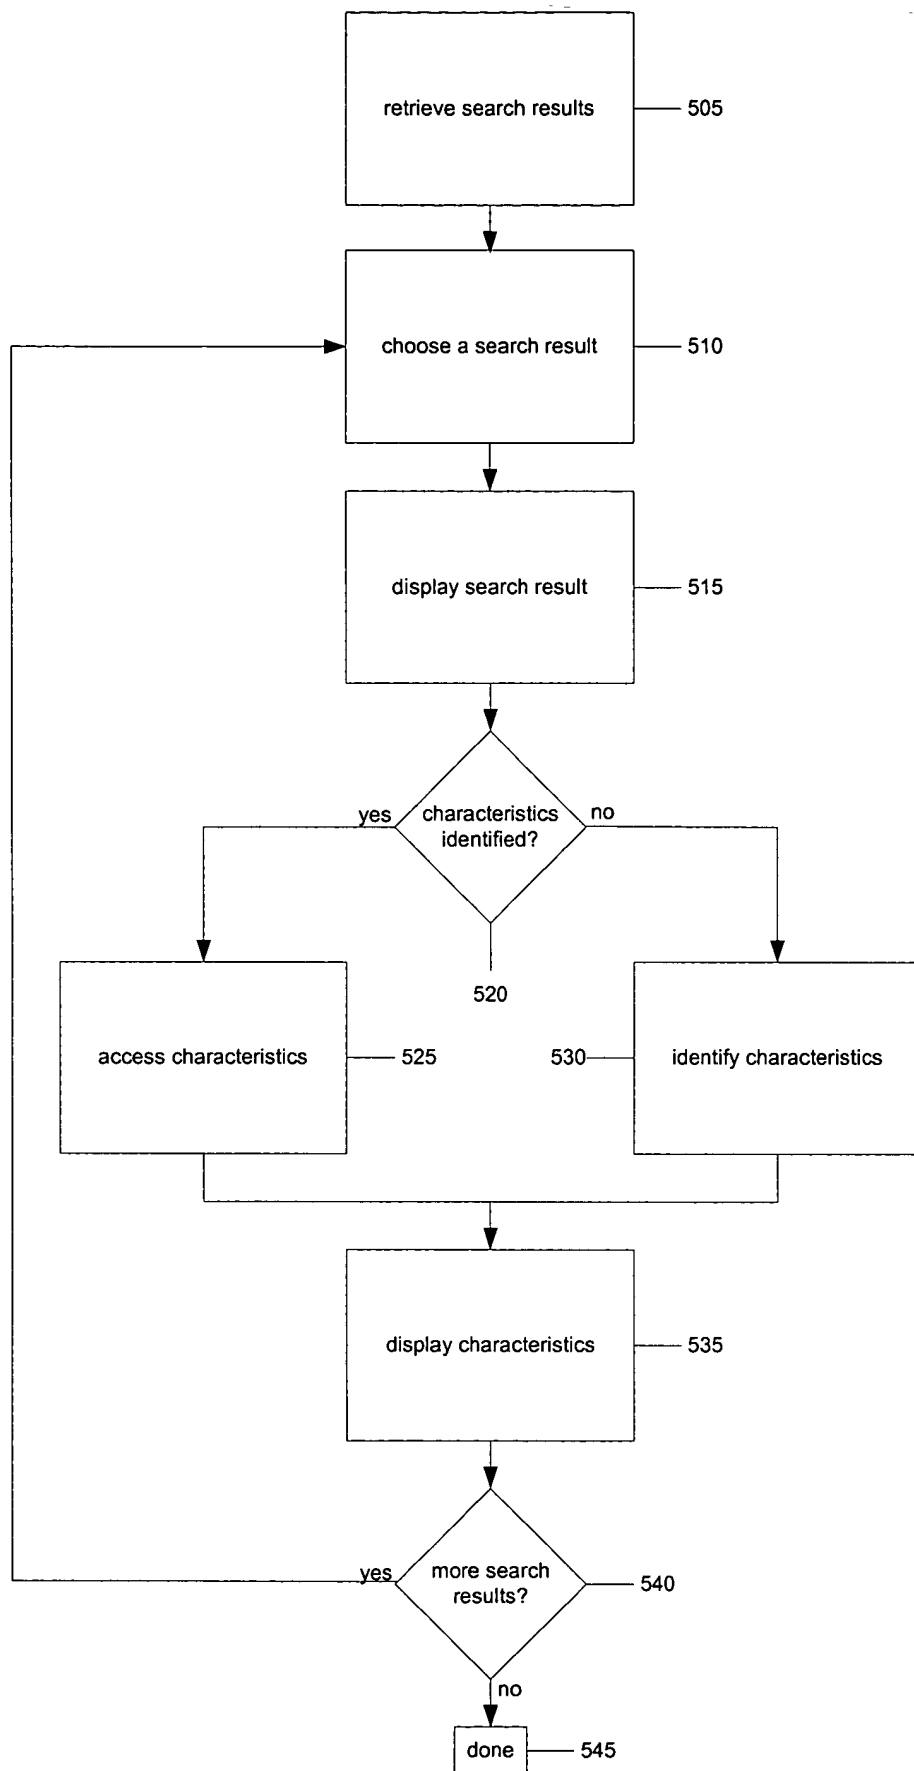 retrieve search results
505
choose a search result
510
display search result
515
yes
characteristics
identified?
no
520
access characteristics
525
530
identify characteristics
display characteristics
535
yes
more search
results?
540
no
done
545